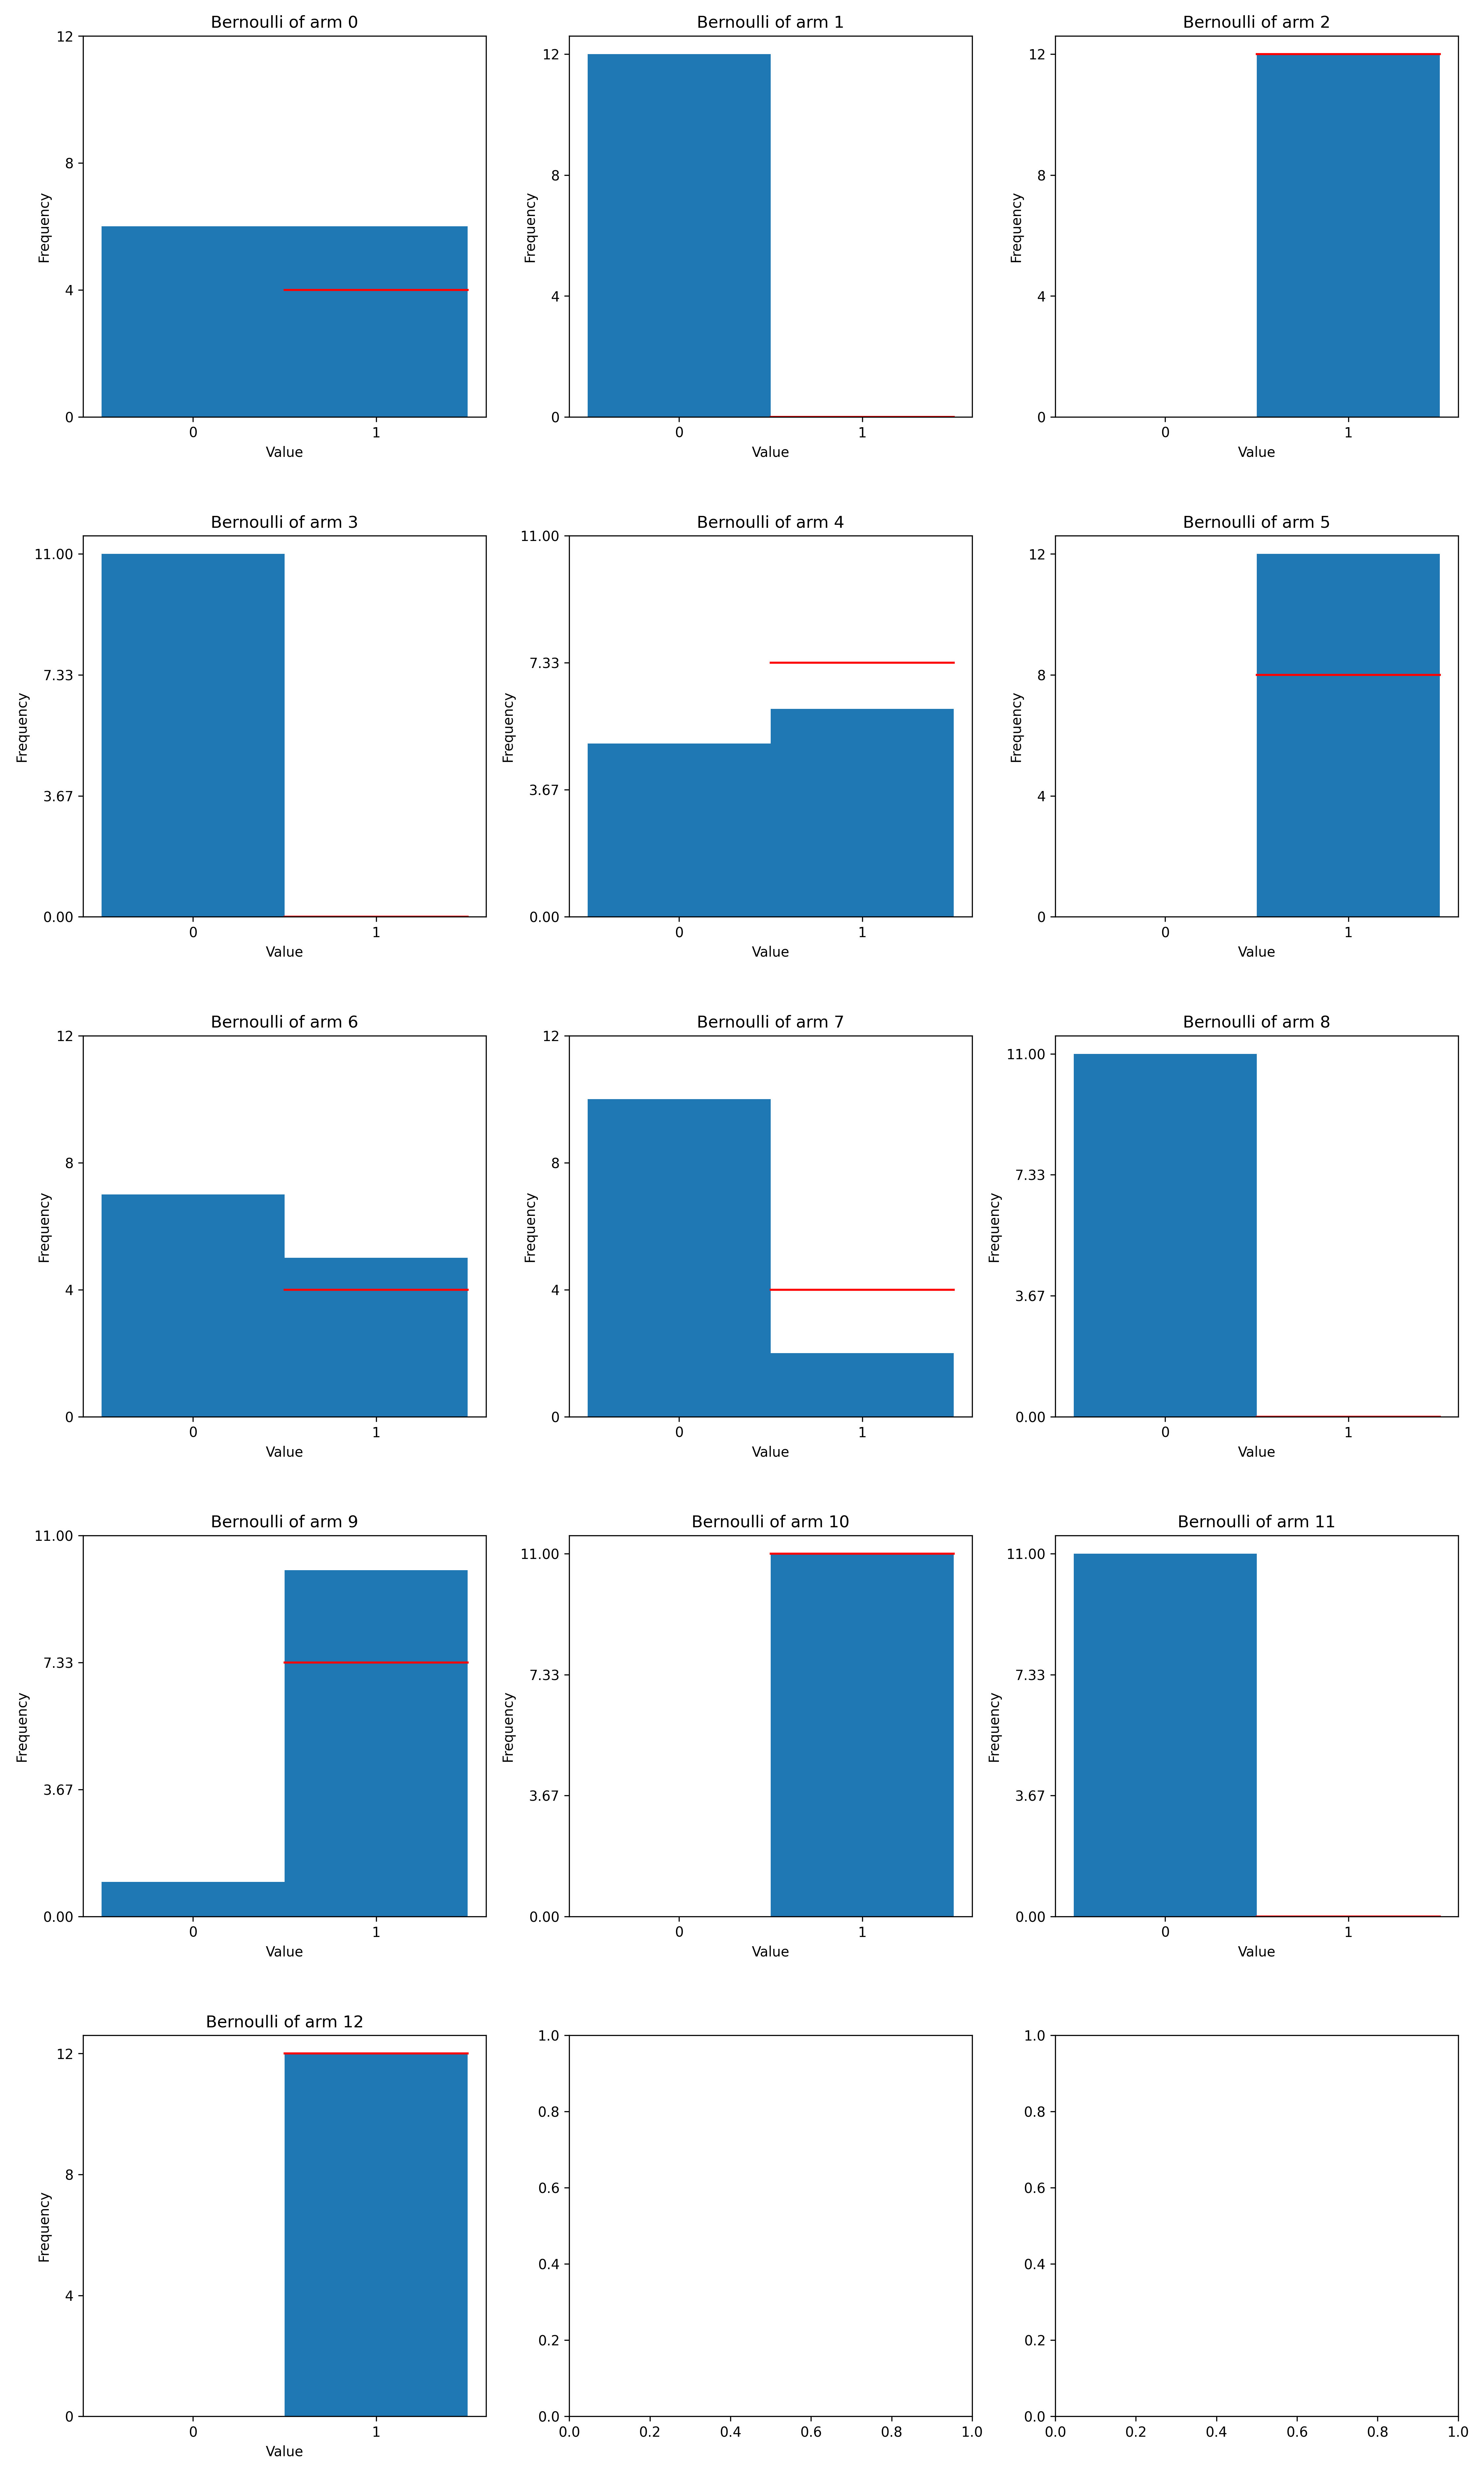 Bernoulli of arm 0
12
8
4
0
Frequency
0 1
Value
Bernoulli of arm 1
12
8
4
0
Frequency
0 1
Value
Bernoulli of arm 2
12
8
4
0
Frequency
0 1
Value
Bernoulli of arm 3
11.00
7.33
3.67
0.00
Frequency
0 1
Value
Bernoulli of arm 4
11.00
7.33
3.67
0.00
Frequency
0 1
Value
Bernoulli of arm 5
12
8
4
0
Frequency
0 1
Value
Bernoulli of arm 6
12
8
4
0
Frequency
0 1
Value
Bernoulli of arm 7
12
8
4
0
Frequency
0 1
Value
Bernoulli of arm 8
11.00
7.33
3.67
0.00
Frequency
0 1
Value
Bernoulli of arm 9
11.00
7.33
3.67
0.00
Frequency
0 1
Value
Bernoulli of arm 10
11.00
7.33
3.67
0.00
Frequency
0 1
Value
Bernoulli of arm 11
11.00
7.33
3.67
0.00
Frequency
0 1
Value
Bernoulli of arm 12
12
8
4
0
Frequency
0 1
Value
1.0
0.8
0.6
0.4
0.2
0.0
0.0 0.2 0.4 0.6 0.8 1.0
1.0
0.8
0.6
0.4
0.2
0.0
0.0 0.2 0.4 0.6 0.8 1.0